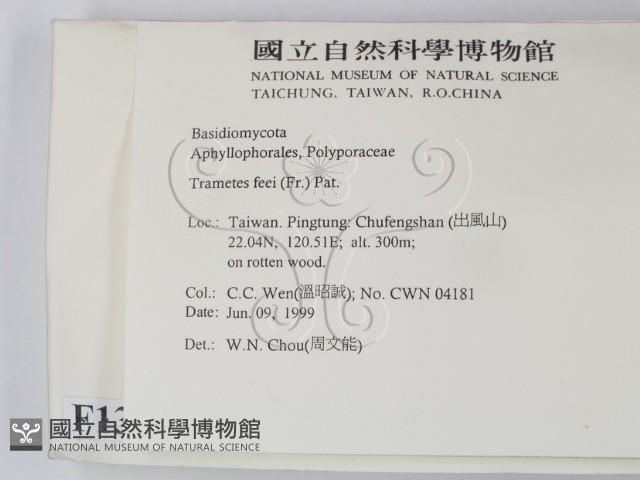 國立自然科學博物館
NATIONAL MUSEUM OF NATURAL SCIENCE
TAICHUNG, TAIWAN, R.O.CHINA
Basidiomycota
Aphyllophorales, Polyporaceae
Trametes feei (Fr.) Pat.
Loc.: Taiwan. Pingtung: Chufengshan (出風山)
22.04N, 120.51E; alt. 300m;
on rotten wood.
Col.: C.C. Wen(溫昭誠); No. CWN 04181
Date: Jun. 09, 1999
Det.: W.N. Chou(周文能)
國立自然科學博物館
NATIONAL MUSEUM OF NATURAL SCIENCE